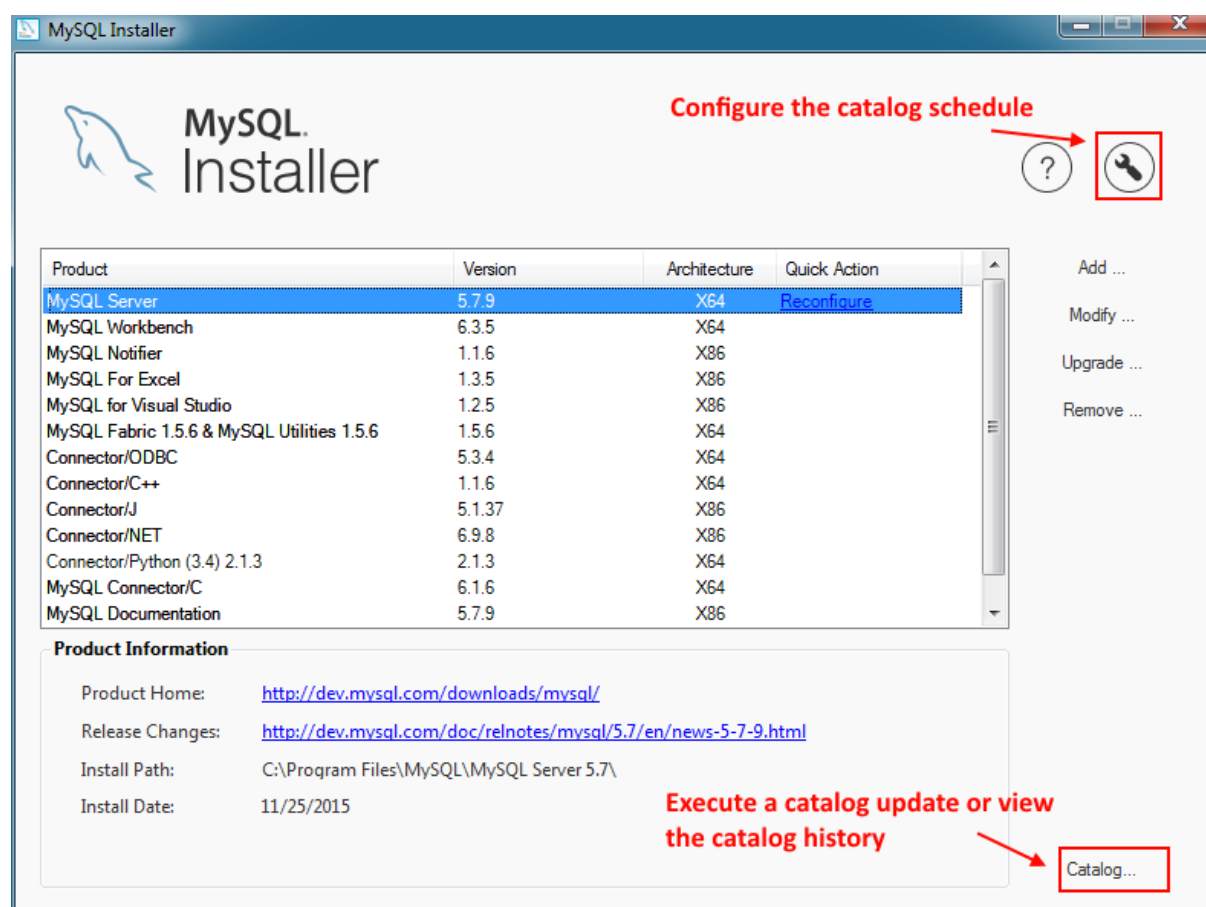 MySQL Installer
Configure the catalog schedule
MySQL.
Installer
?
Product Version Architecture Quick Action
MySQL Server 5.7.9 X64 Reconfigure
MySQL Workbench 6.3.5 X64
MySQL Notifier 1.1.6 X86
MySQL For Excel 1.3.5 X86
MySQL for Visual Studio 1.2.5 X86
MySQL Fabric 1.5.6 & MySQL Utilities 1.5.6 1.5.6 X64
Connector/ODBC 5.3.4 X64
Connector/C++ 1.1.6 X64
Connector/J 5.1.37 X86
Connector/NET 6.9.8 X86
Connector/Python (3.4) 2.1.3 2.1.3 X64
MySQL Connector/C 6.1.6 X64
MySQL Documentation 5.7.9 X86
Add ...
Modify ...
Upgrade ...
Remove ...
Product Information
Product Home: http://dev.mysql.com/downloads/mysql/
Release Changes: http://dev.mysql.com/doc/relnotes/mysql/5.7/en/news-5-7-9.html
Install Path: C:\Program Files\MySQL\MySQL Server 5.7\
Install Date: 11/25/2015
Execute a catalog update or view
the catalog history
Catalog...